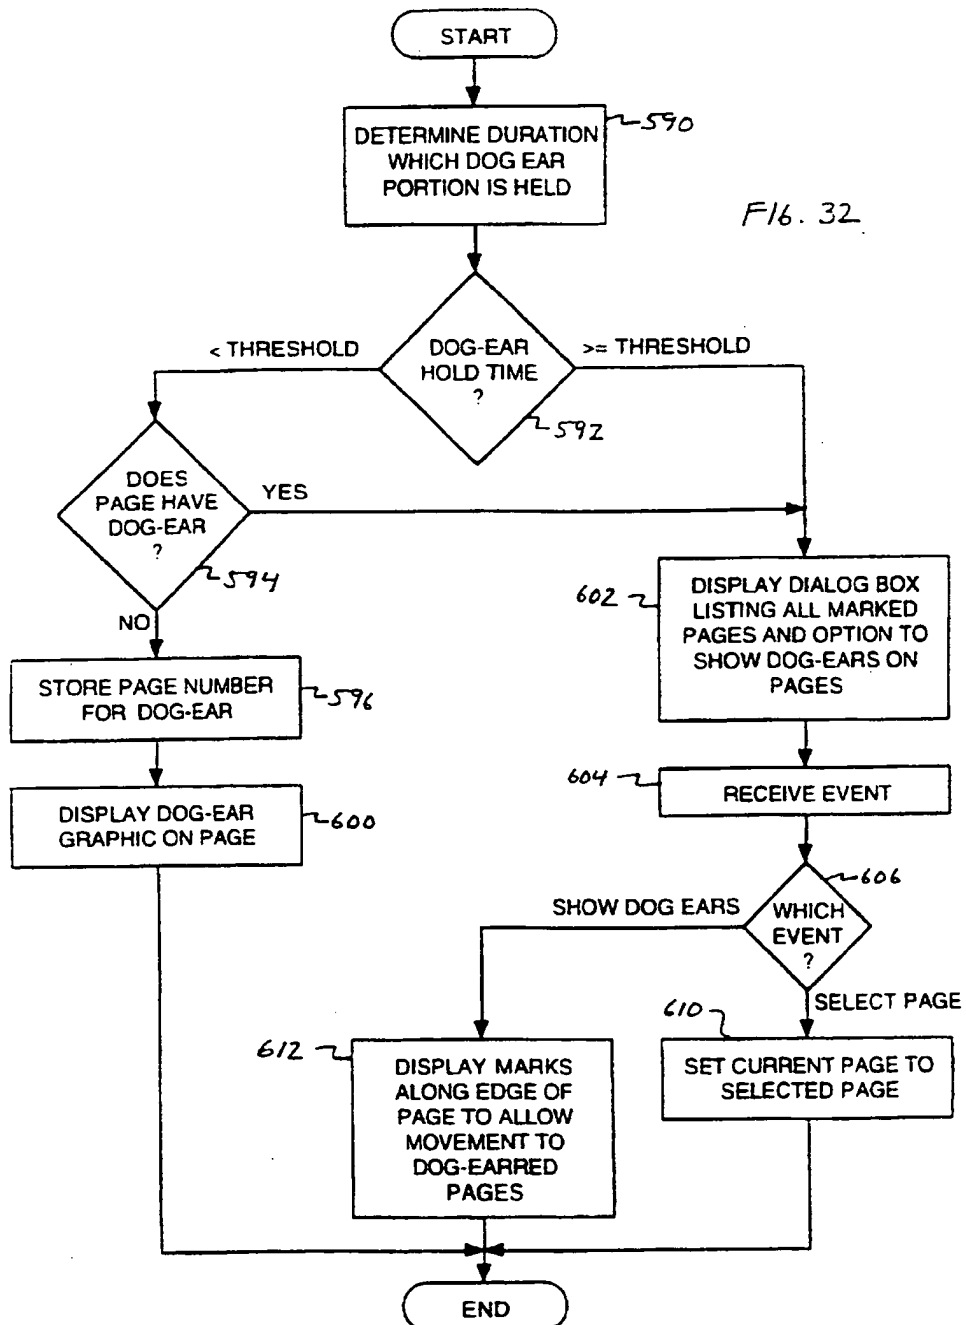 START
DETERMINE DURATION
WHICH DOG EAR
PORTION IS HELD
590
FIG. 32
< THRESHOLD
DOG-EAR
HOLD TIME
?
>= THRESHOLD
592
DOES
PAGE HAVE
DOG-EAR
?
YES
594
NO
STORE PAGE NUMBER
FOR DOG-EAR
596
DISPLAY DOG-EAR
GRAPHIC ON PAGE
600
602
DISPLAY DIALOG BOX
LISTING ALL MARKED
PAGES AND OPTION TO
SHOW DOG-EARS ON
PAGES
604
RECEIVE EVENT
606
SHOW DOG EARS
WHICH
EVENT
?
SELECT PAGE
610
SET CURRENT PAGE TO
SELECTED PAGE
612
DISPLAY MARKS
ALONG EDGE OF
PAGE TO ALLOW
MOVEMENT TO
DOG-EARRED
PAGES
END